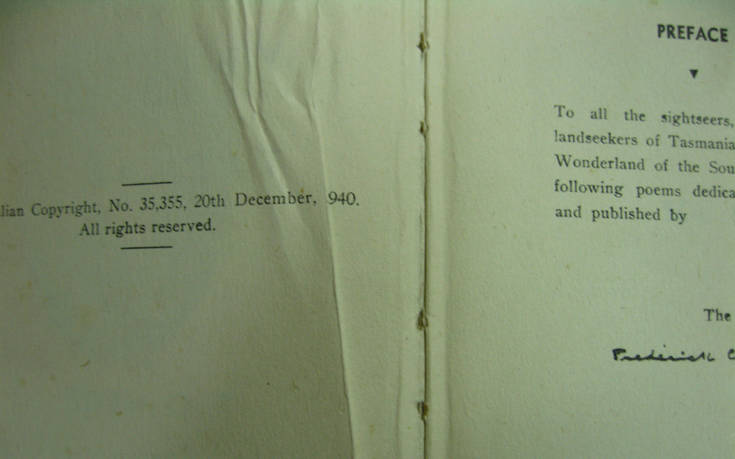 lian Copyright, No. 35,355, 20th December, 940.
All rights reserved.
PREFACE
To all the sightseers,
landseekers of Tasmania
Wonderland of the Sou
following poems dedica
and published by
The
Frederick C